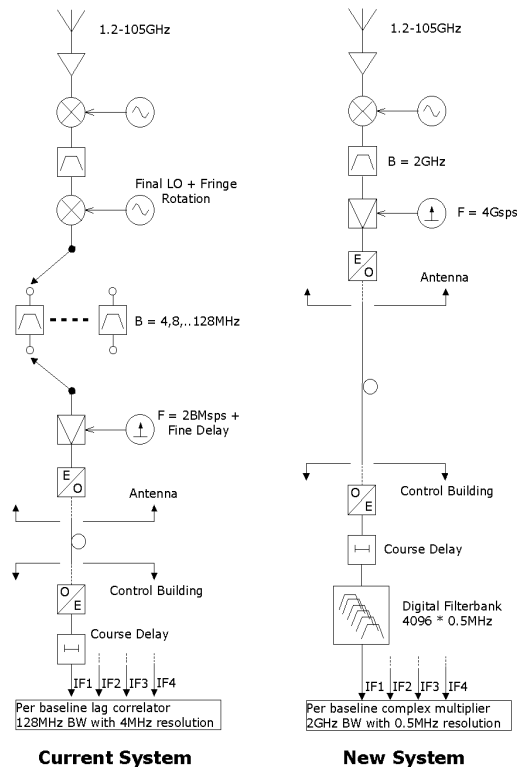 1.2-105GHz
Final LO + Fringe
Rotation
B = 4,8,..128MHz
F = 2BMsps +
Fine Delay
E
O
Antenna
Control Building
O
E
Course Delay
IF1 IF2 IF3 IF4
Per baseline lag correlator
128MHz BW with 4MHz resolution
Current System
1.2-105GHz
B = 2GHz
F = 4Gsps
E
O
Antenna
Control Building
O
E
Course Delay
Digital Filterbank
4096 * 0.5MHz
IF1 IF2 IF3 IF4
Per baseline complex multiplier
2GHz BW with 0.5MHz resolution
New System